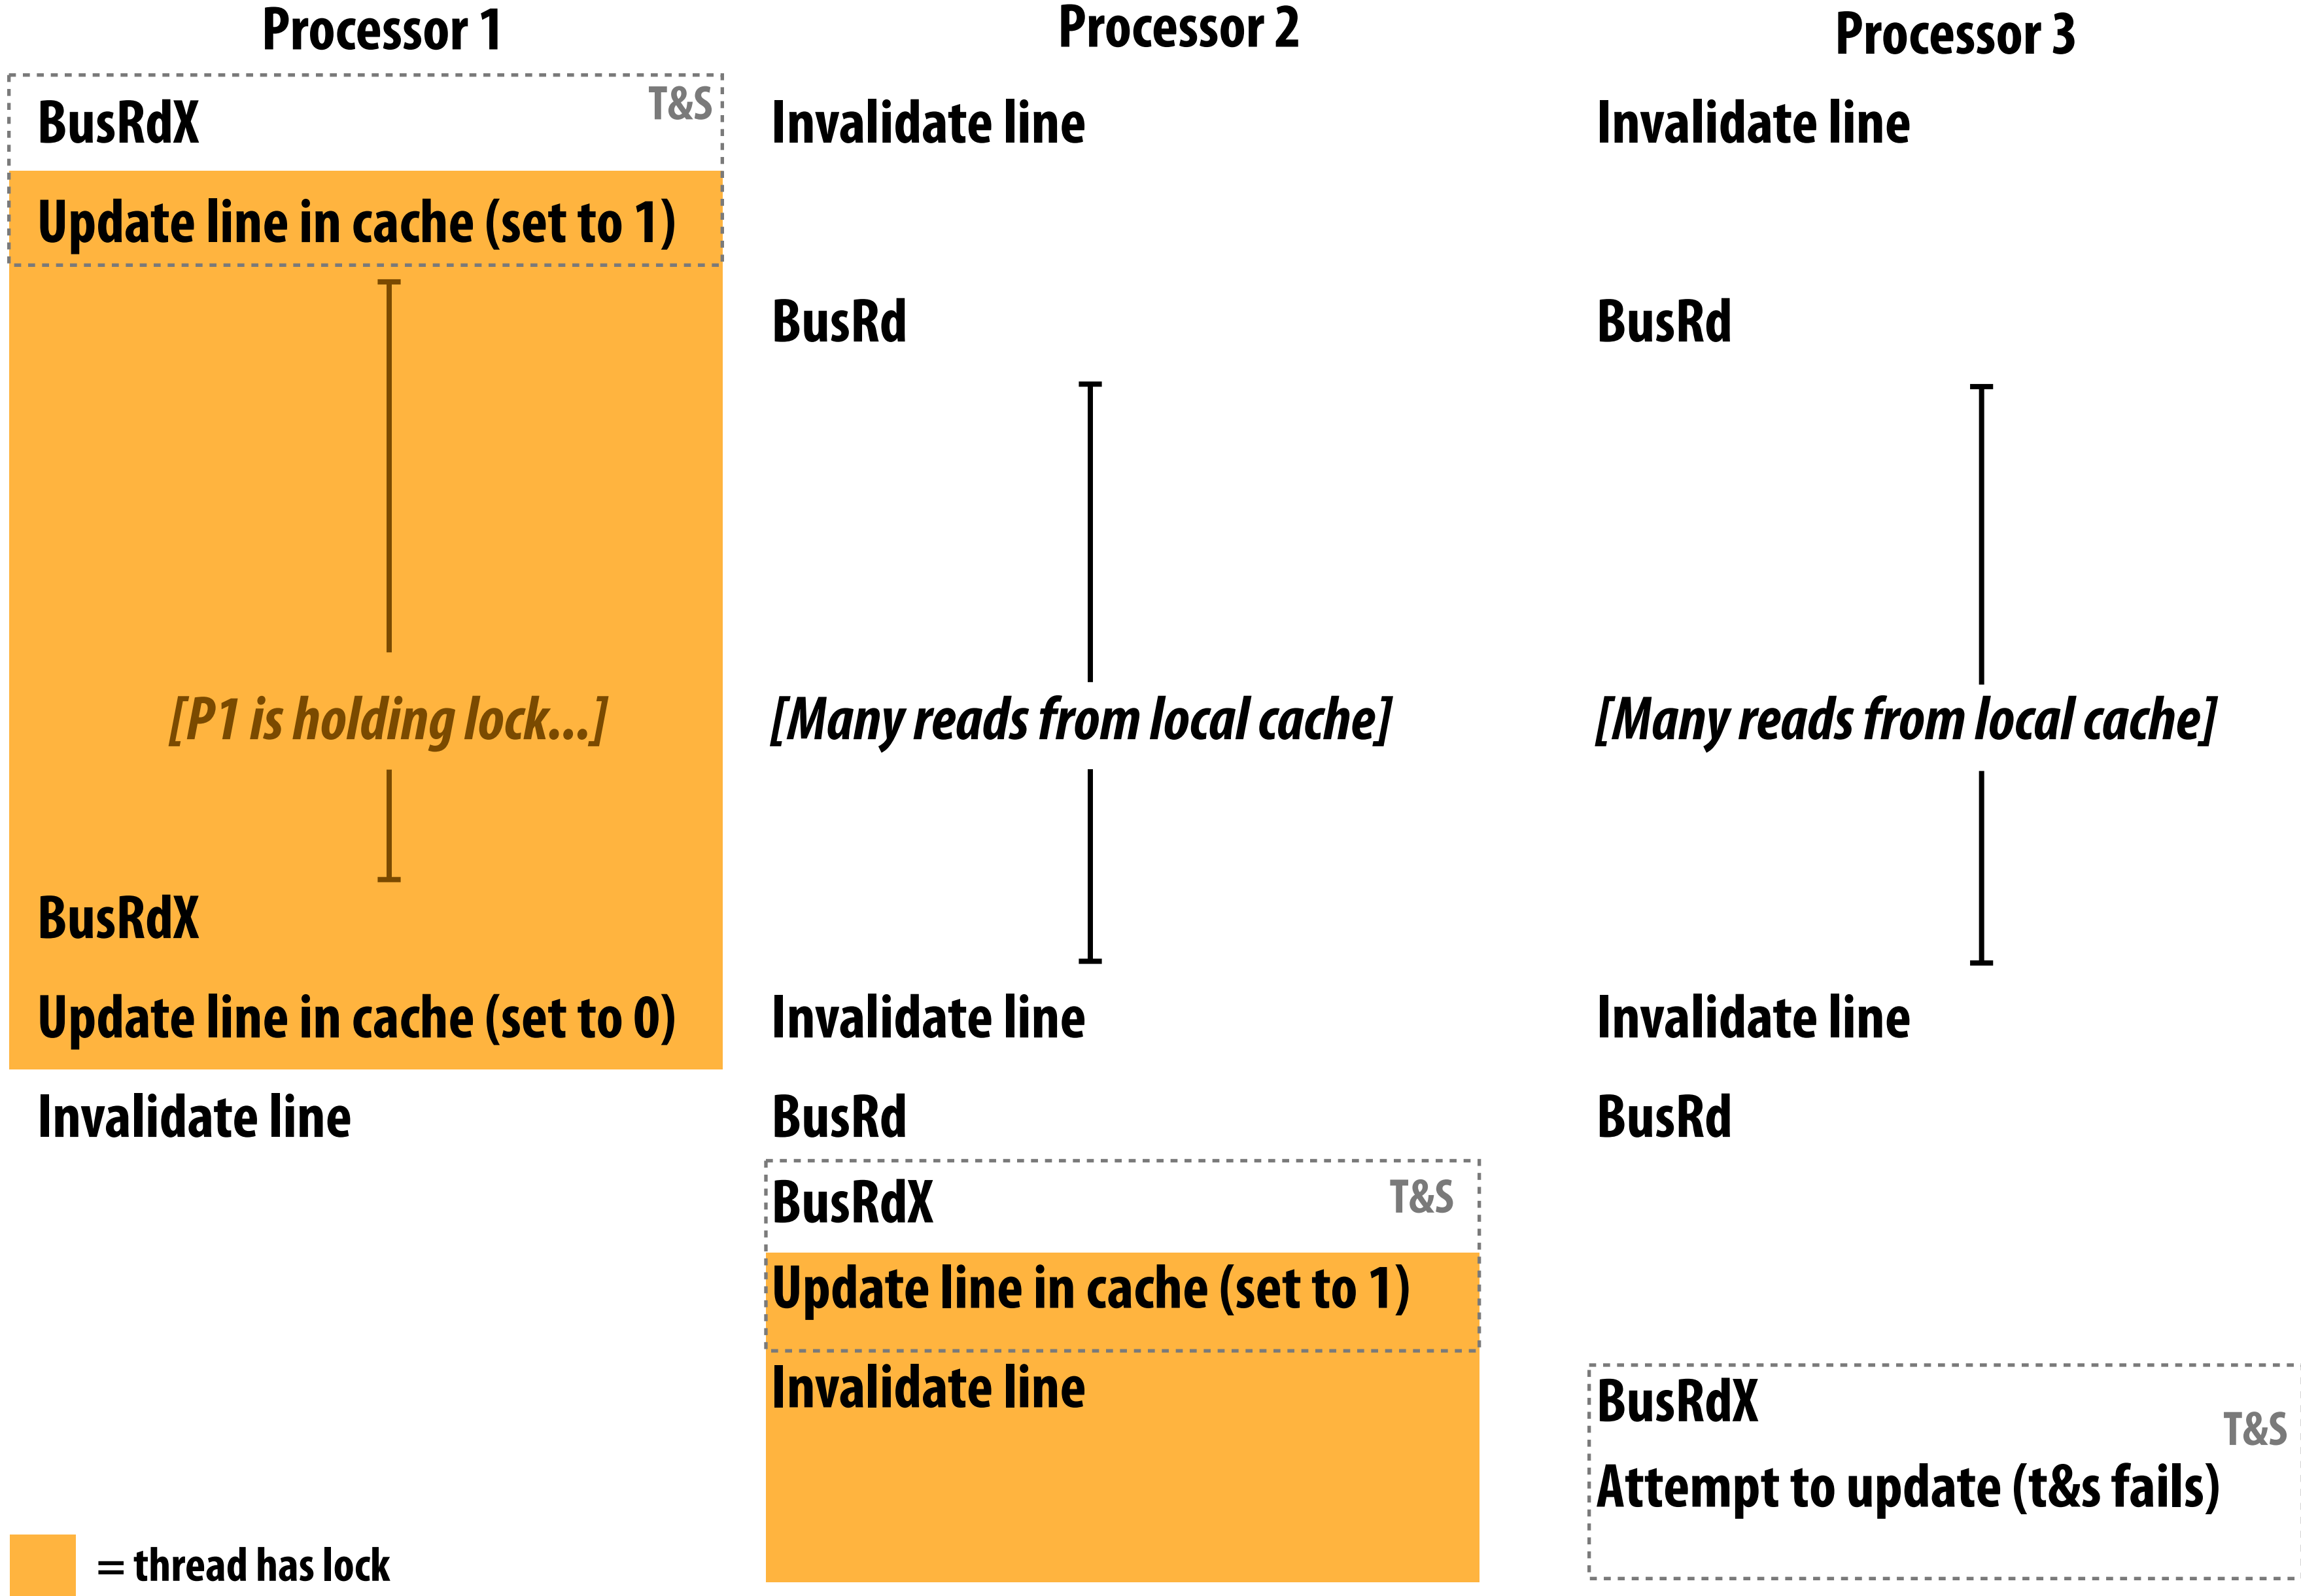 Processor 1
Processor 2
Processor 3
BusRdX
T&S
Invalidate line
Invalidate line
Update line in cache (set to 1)
BusRd
BusRd
[P1 is holding lock...]
[Many reads from local cache]
[Many reads from local cache]
BusRdX
Update line in cache (set to 0)
Invalidate line
Invalidate line
Invalidate line
BusRd
BusRd
BusRdX
T&S
Update line in cache (set to 1)
Invalidate line
BusRdX
T&S
Attempt to update (t&s fails)
= thread has lock